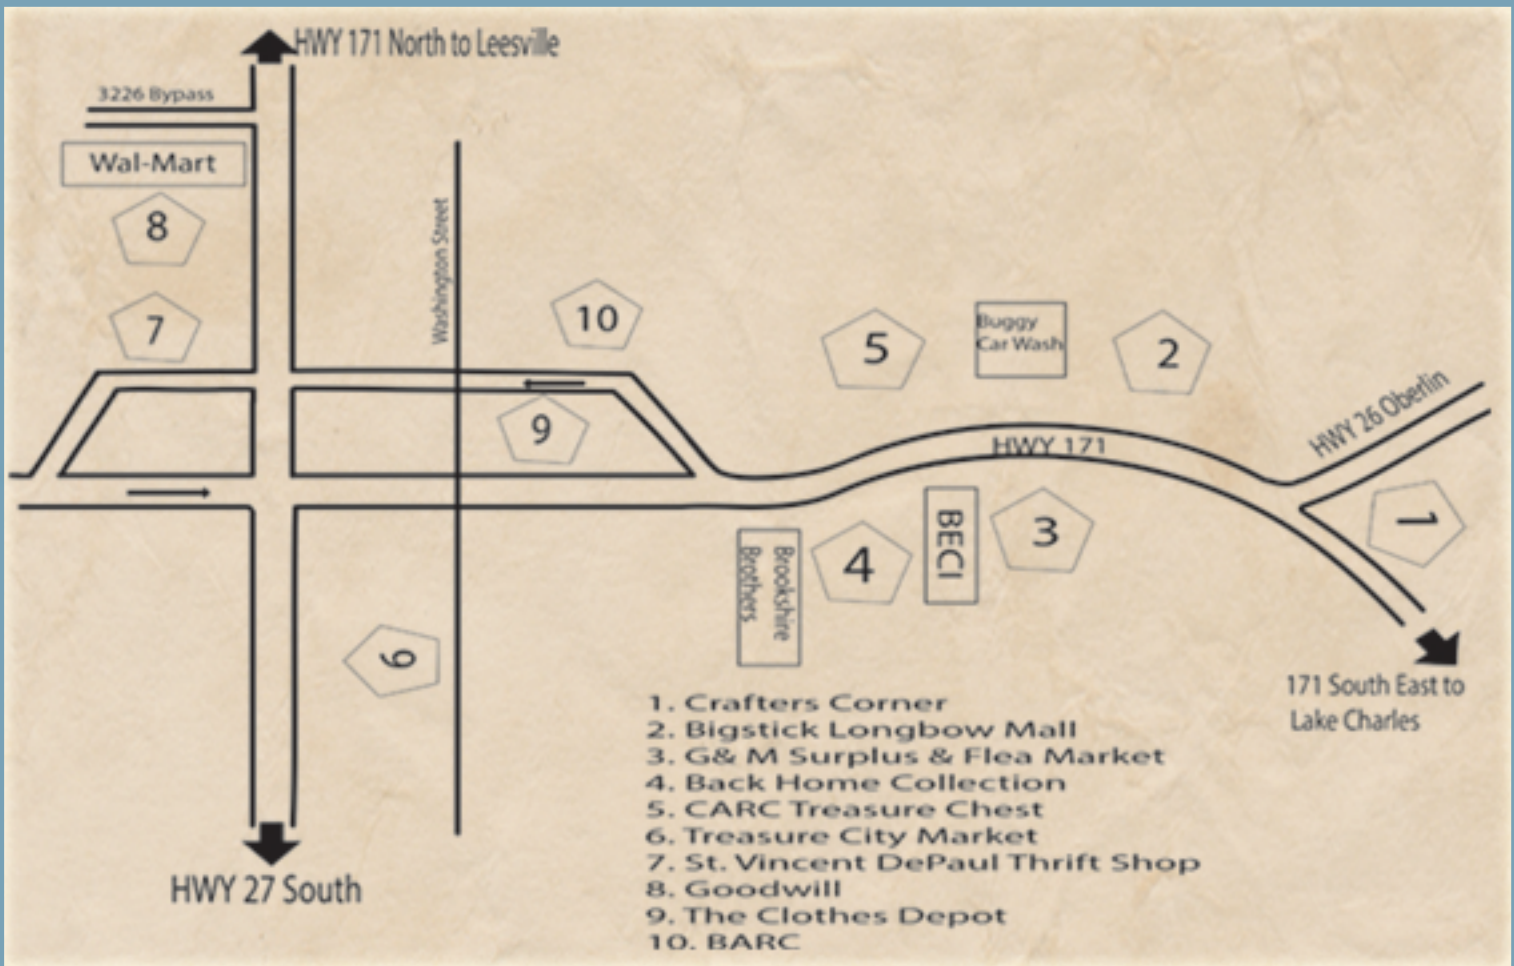 HWY 171 North to Leesville
3226 Bypass
Wal-Mart
8
7
Washington Street
10
9
5
Buggy
Car Wash
2
HWY 171
HWY 26 Oberlin
1
BECI
3
4
Brookshire
Brothers
6
171 South East to
Lake Charles
HWY 27 South
1. Crafters Corner
2. Bigstick Longbow Mall
3. G& M Surplus & Flea Market
4. Back Home Collection
5. CARC Treasure Chest
6. Treasure City Market
7. St. Vincent DePaul Thrift Shop
8. Goodwill
9. The Clothes Depot
10. BARC